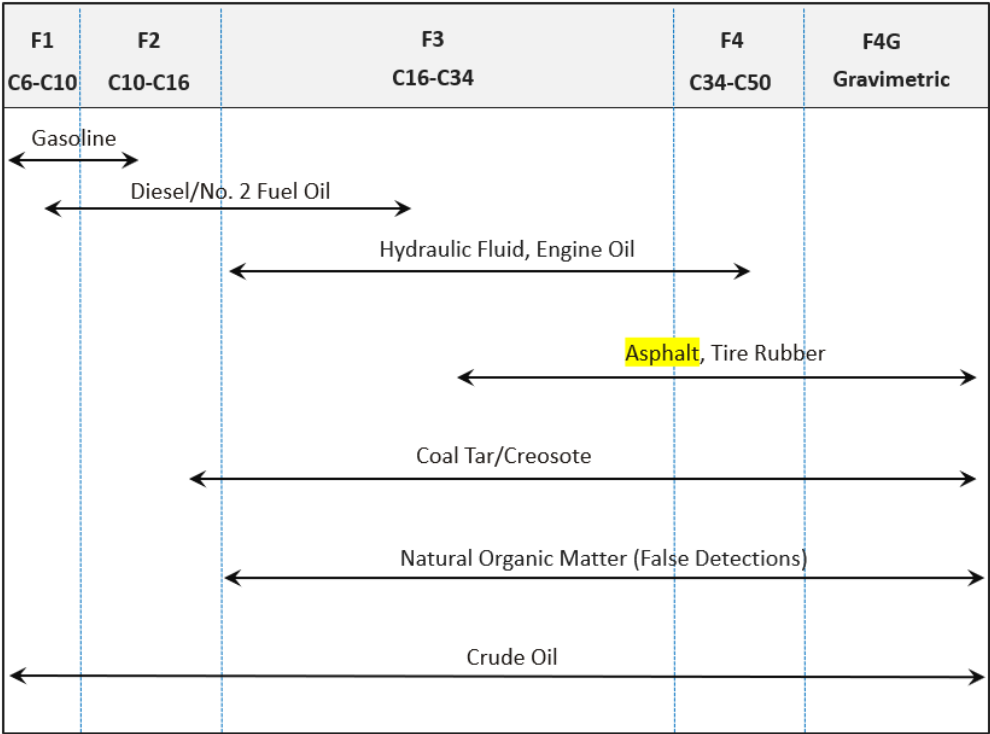 F1 F2 F3 F4 F4G
C6-C10 C10-C16 C16-C34 C34-C50 Gravimetric
Gasoline
Diesel/No. 2 Fuel Oil
Hydraulic Fluid, Engine Oil
Asphalt, Tire Rubber
Coal Tar/Creosote
Natural Organic Matter (False Detections)
Crude Oil